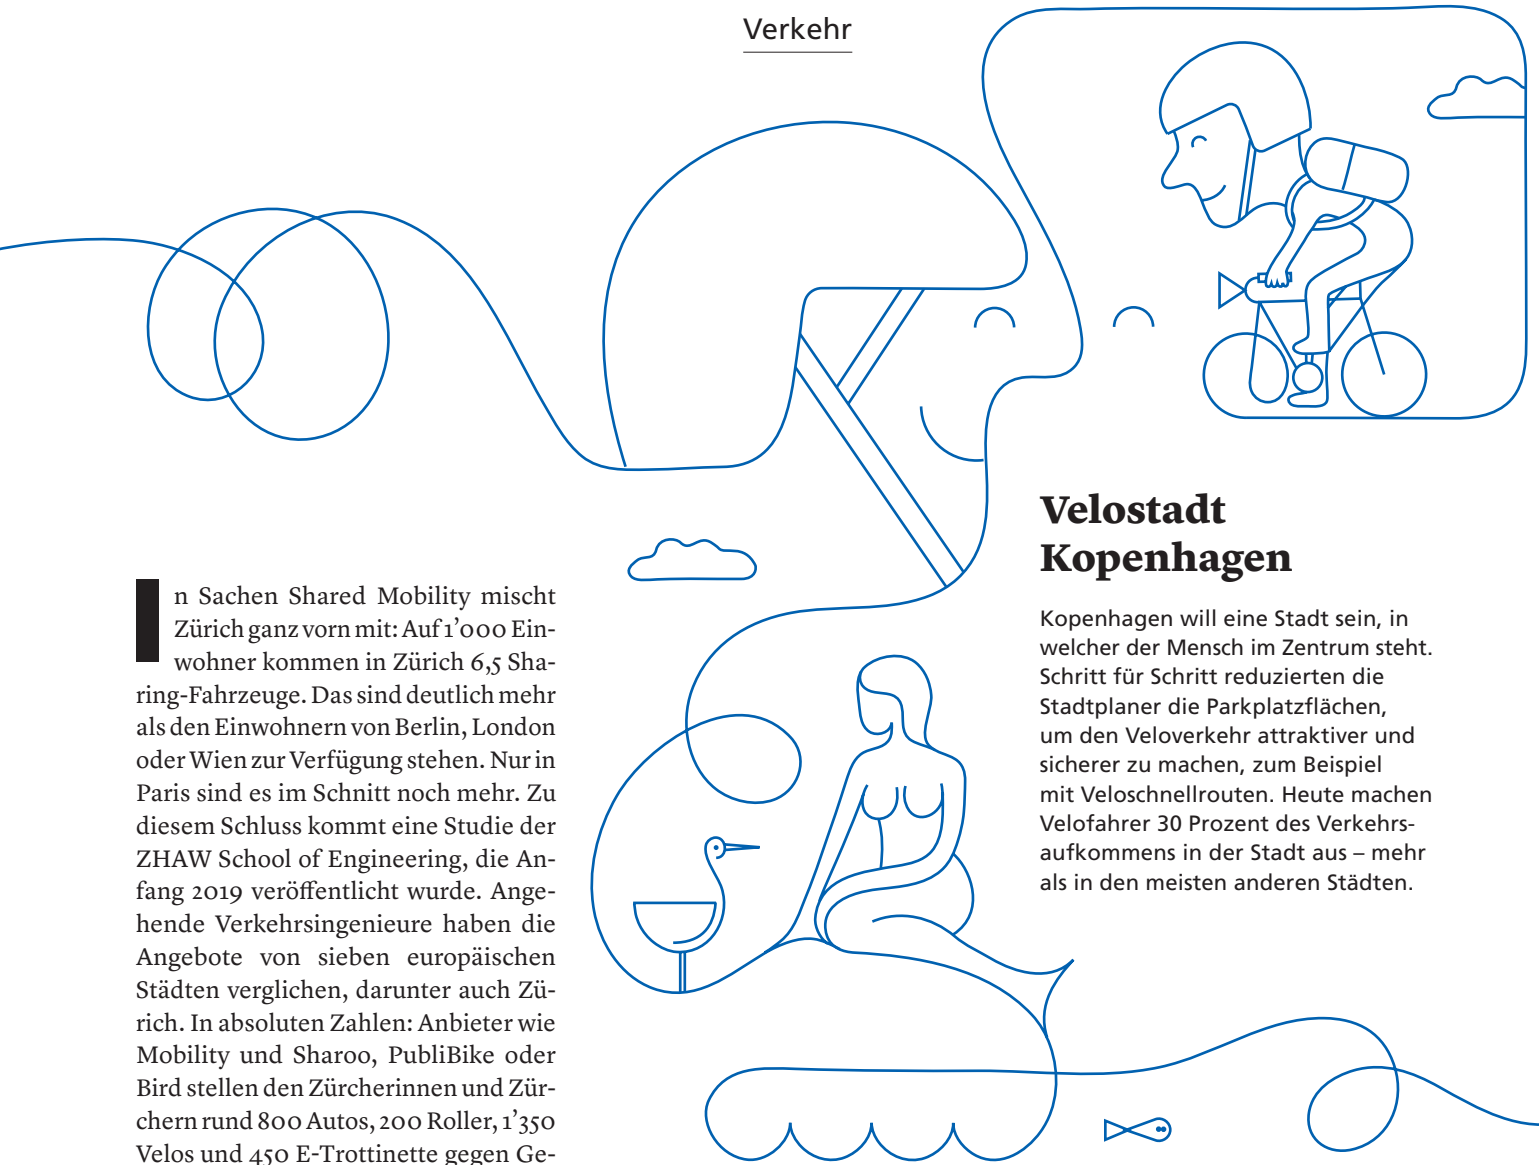 Verkehr
In Sachen Shared Mobility mischt
Zürich ganz vorn mit: Auf 1’000 Ein-
wohner kommen in Zürich 6,5 Sha-
ring-Fahrzeuge. Das sind deutlich mehr
als den Einwohnern von Berlin, London
oder Wien zur Verfügung stehen. Nur in
Paris sind es im Schnitt noch mehr. Zu
diesem Schluss kommt eine Studie der
ZHAW School of Engineering, die An-
fang 2019 veröffentlicht wurde. Ange-
hende Verkehrsingenieure haben die
Angebote von sieben europäischen
Städten verglichen, darunter auch Zü-
rich. In absoluten Zahlen: Anbieter wie
Mobility und Sharoo, PubliBike oder
Bird stellen den Zürcherinnen und Zür-
chern rund 800 Autos, 200 Roller, 1’350
Velos und 450 E-Trottinette gegen Ge-
Velostadt
Kopenhagen
Kopenhagen will eine Stadt sein, in
welcher der Mensch im Zentrum steht.
Schritt für Schritt reduzierten die
Stadtplaner die Parkplatzflächen,
um den Veloverkehr attraktiver und
sicherer zu machen, zum Beispiel
mit Veloschnellrouten. Heute machen
Velofahrer 30 Prozent des Verkehrs-
aufkommens in der Stadt aus – mehr
als in den meisten anderen Städten.